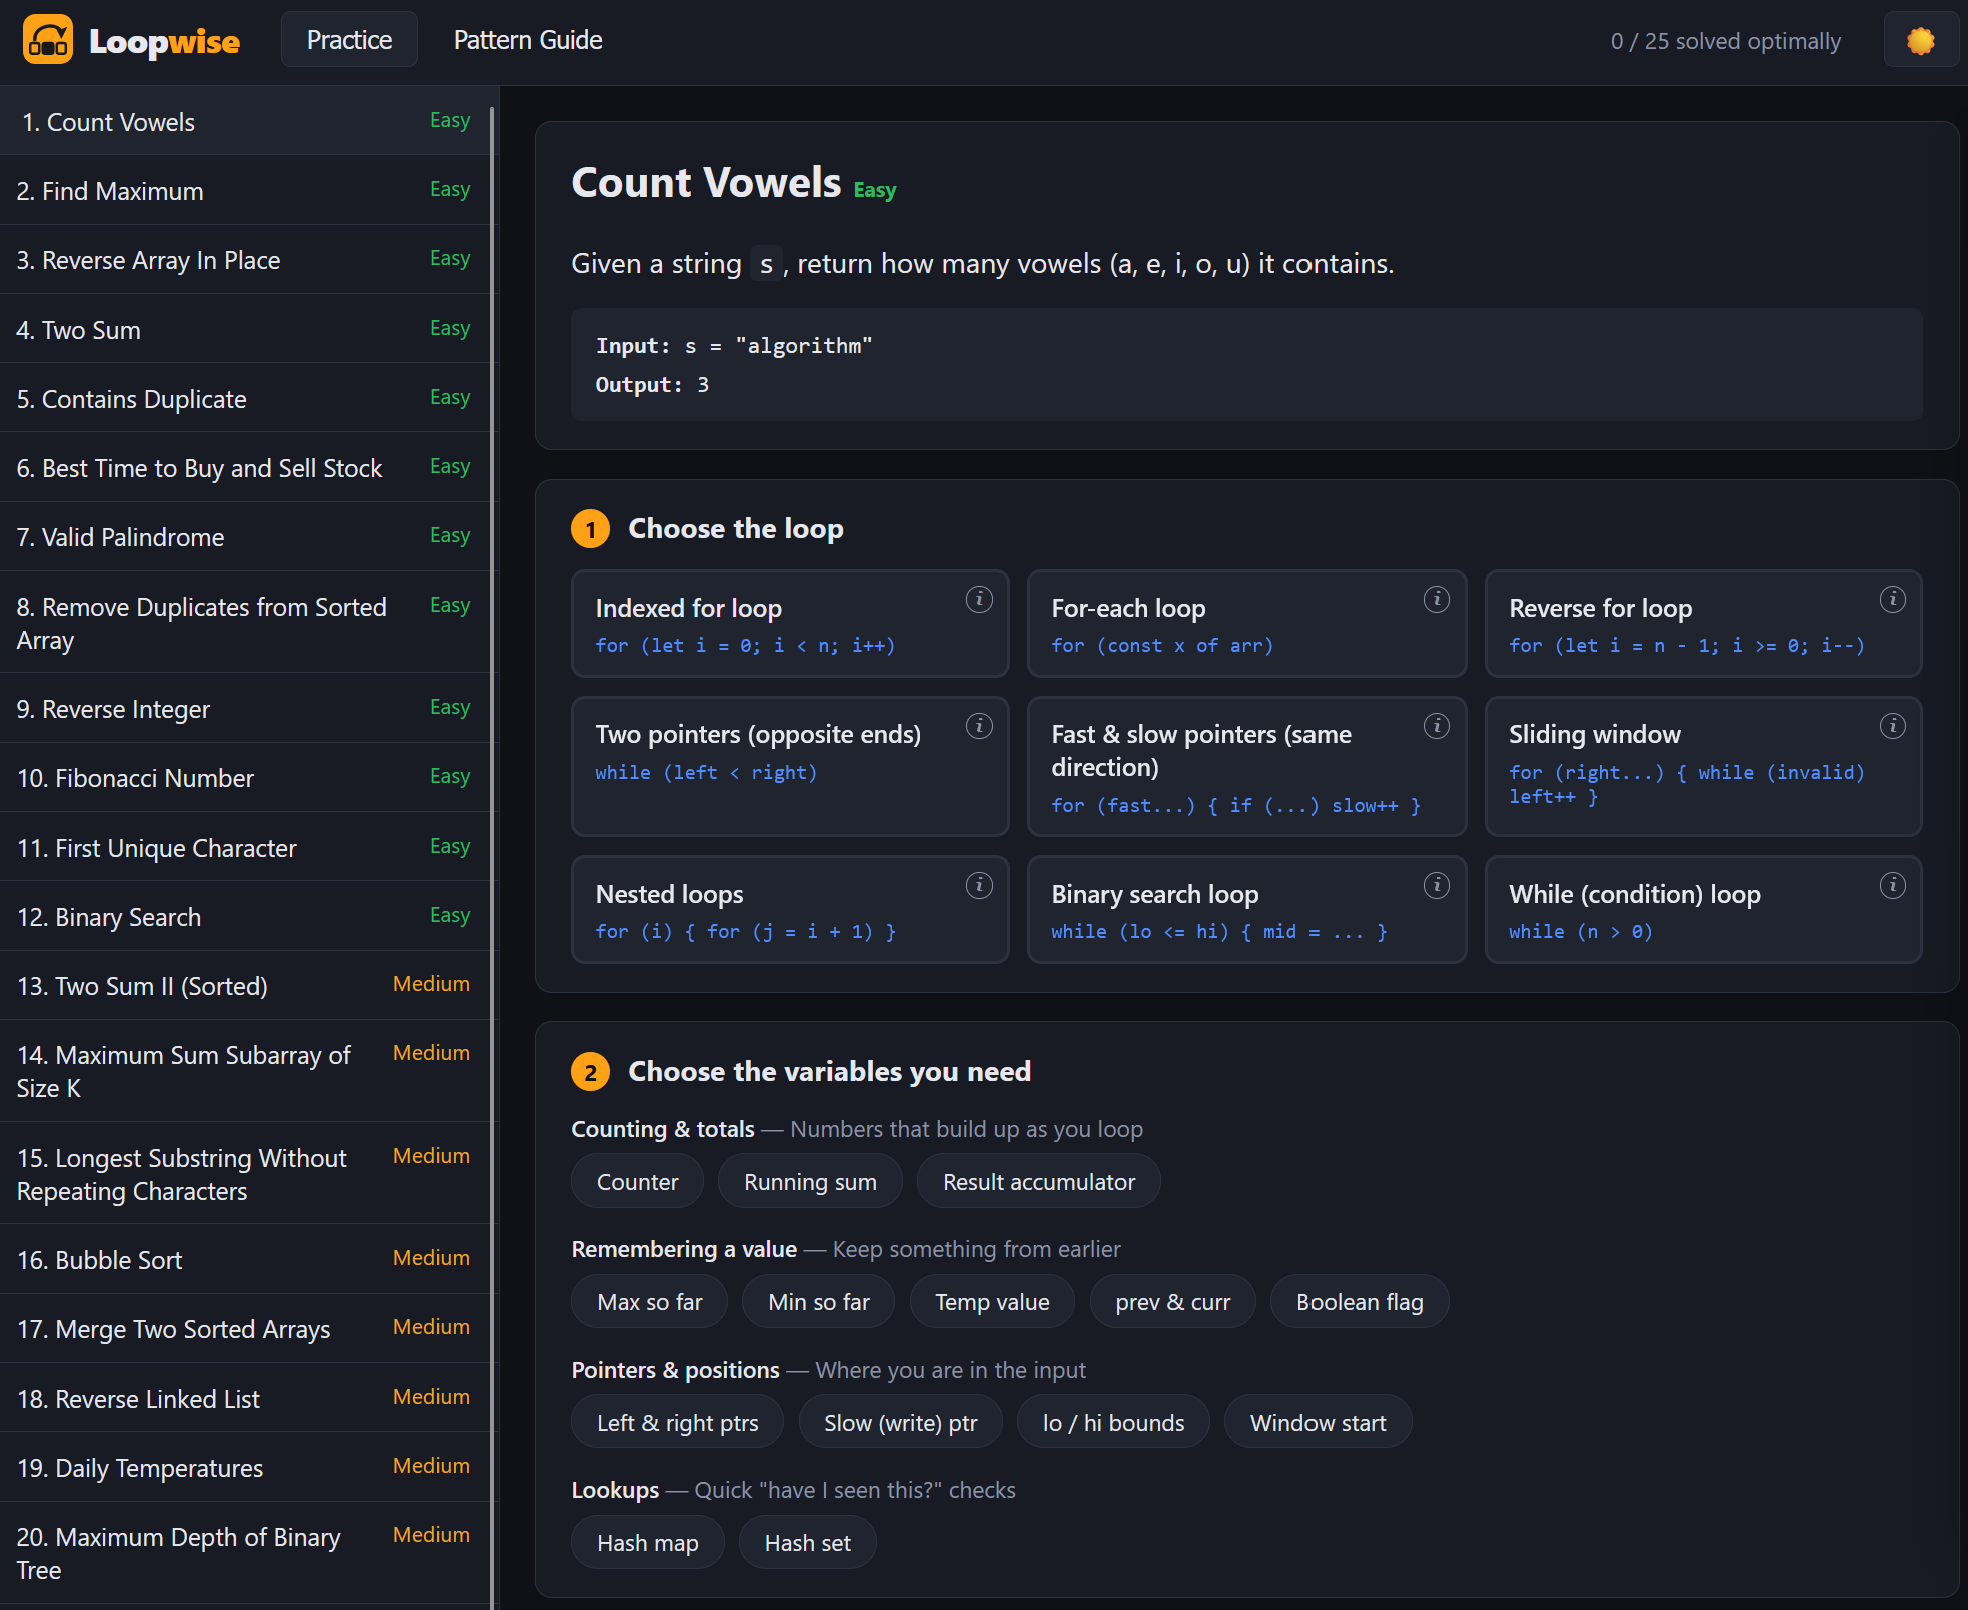 Loopwise
Practice
Pattern Guide
0 / 25 solved optimally
1. Count Vowels Easy
2. Find Maximum Easy
3. Reverse Array In Place Easy
4. Two Sum Easy
5. Contains Duplicate Easy
6. Best Time to Buy and Sell Stock Easy
7. Valid Palindrome Easy
8. Remove Duplicates from Sorted Easy
Array
9. Reverse Integer Easy
10. Fibonacci Number Easy
11. First Unique Character Easy
12. Binary Search Easy
13. Two Sum II (Sorted) Medium
14. Maximum Sum Subarray of Medium
Size K
15. Longest Substring Without Medium
Repeating Characters
16. Bubble Sort Medium
17. Merge Two Sorted Arrays Medium
18. Reverse Linked List Medium
19. Daily Temperatures Medium
20. Maximum Depth of Binary Medium
Tree
Count Vowels Easy
Given a string s, return how many vowels (a, e, i, o, u) it contains.
Input: s = "algorithm"
Output: 3
1 Choose the loop
Indexed for loop i
for (let i = 0; i < n; i++)
For-each loop i
for (const x of arr)
Reverse for loop i
for (let i = n - 1; i >= 0; i--)
Two pointers (opposite ends) i
while (left < right)
Fast & slow pointers (same i
direction)
for (fast...) { if (...) slow++ }
Sliding window i
for (right...) { while (invalid)
left++ }
Nested loops i
for (i) { for (j = i + 1) }
Binary search loop i
while (lo <= hi) { mid = ... }
While (condition) loop i
while (n > 0)
2 Choose the variables you need
Counting & totals — Numbers that build up as you loop
Counter Running sum Result accumulator
Remembering a value — Keep something from earlier
Max so far Min so far Temp value prev & curr Boolean flag
Pointers & positions — Where you are in the input
Left & right ptrs Slow (write) ptr lo / hi bounds Window start
Lookups — Quick "have I seen this?" checks
Hash map Hash set